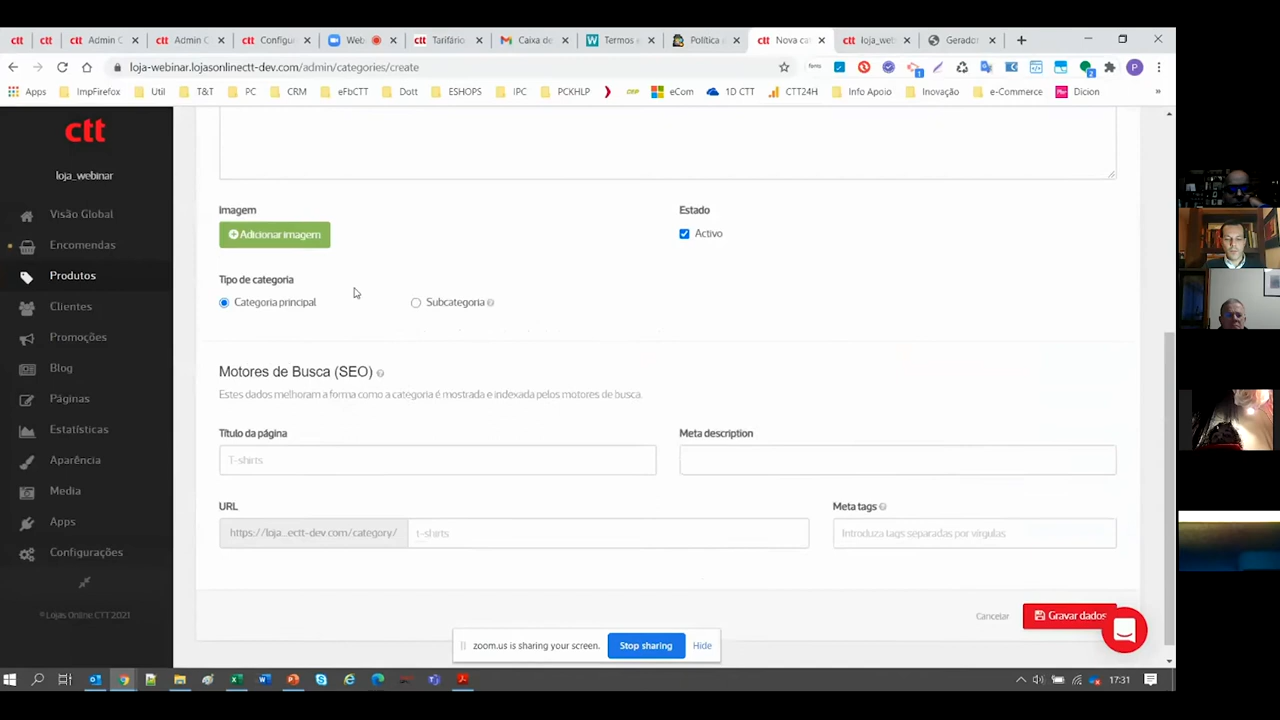 ctt
ctt
Admin C
Admin C
Configu
Web
Tarifário
Caixa de
Termos e
Política
Nova ca
loja_web
Gerador
loja-webinar.lojasonlinectt-dev.com/admin/categories/create
Apps
ImpFirefox
Util
T&T
PC
CRM
efbCTT
Dott
ESHOPS
IPC
PCKHLP
eCom
1D CTT
CTT24H
Info Apoio
Inovação
e-Commerce
Dicion
ctt
loja_webinar
Visão Global
Encomendas
Produtos
Clientes
Promoções
Blog
Páginas
Estatísticas
Aparência
Media
Apps
Configurações
© Lojas Online CTT 2021
Imagem
Estado
Adicionar imagem
Activo
Tipo de categoria
Categoria principal
Subcategoria
Motores de Busca (SEO)
Estes dados melhoram a forma como a categoria é mostrada e indexada pelos motores de busca.
Título da página
Meta description
T-shirts
URL
Meta tags
https://loja...ectt-dev.com/category/
t-shirts
Introduza tags separadas por vírgulas
Cancelar
Gravar dados
zoom.us is sharing your screen.
Stop sharing
Hide
17:31